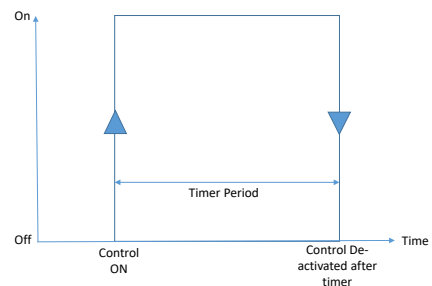 On
Timer Period
Off
Time
Control
ON
Control De-
activated after
timer